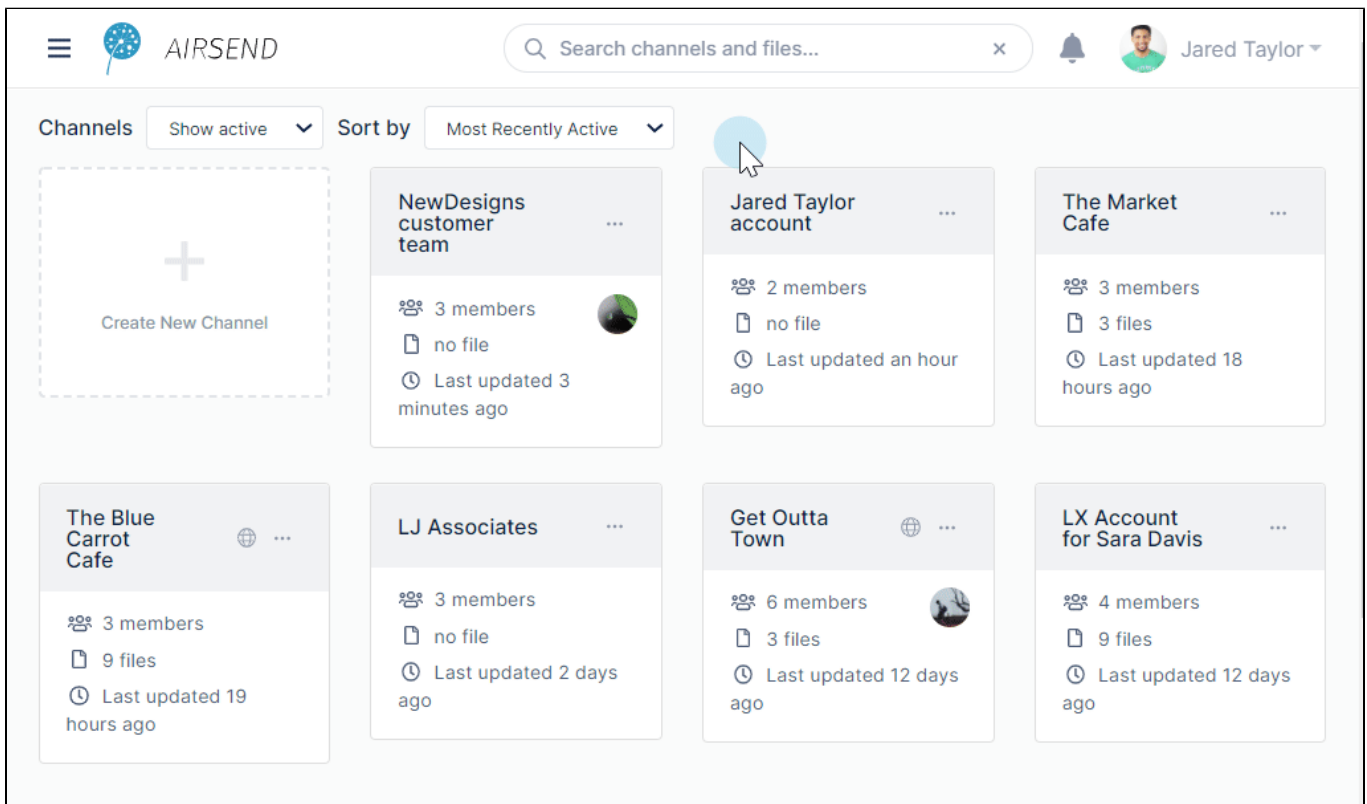 AIRSEND
Search channels and files...
Jared Taylor
Channels
Show active
Sort by
Most Recently Active
Create New Channel
NewDesigns
customer
team
3 members
no file
Last updated 3
minutes ago
Jared Taylor
account
2 members
no file
Last updated an hour
ago
The Market
Cafe
3 members
3 files
Last updated 18
hours ago
The Blue
Carrot
Cafe
3 members
9 files
Last updated 19
hours ago
LJ Associates
3 members
no file
Last updated 2 days
ago
Get Outta
Town
6 members
3 files
Last updated 12 days
ago
LX Account
for Sara Davis
4 members
9 files
Last updated 12 days
ago